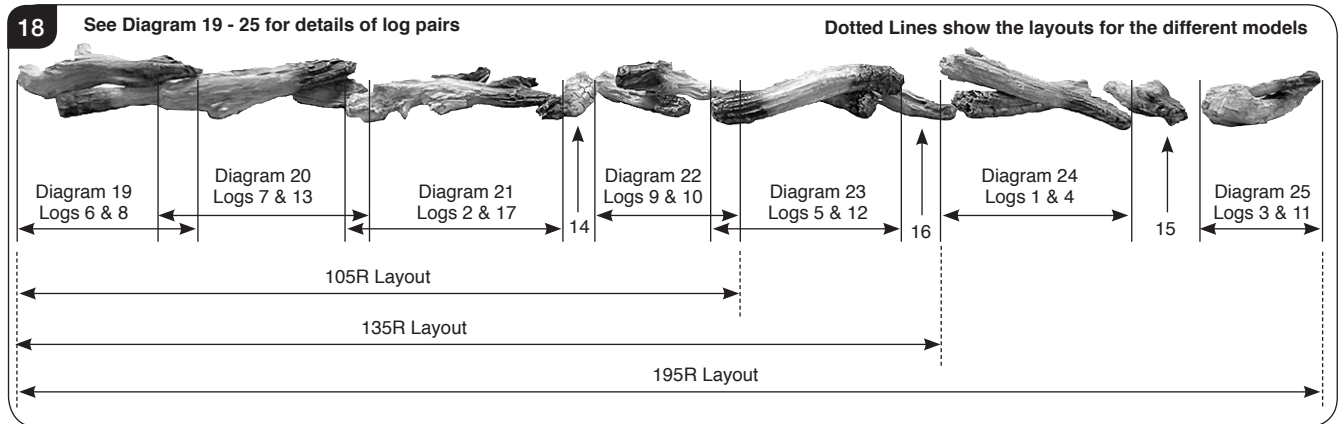 18
See Diagram 19 - 25 for details of log pairs
Dotted Lines show the layouts for the different models
Diagram 19
Logs 6 & 8
Diagram 20
Logs 7 & 13
Diagram 21
Logs 2 & 17
14
Diagram 22
Logs 9 & 10
Diagram 23
Logs 5 & 12
16
Diagram 24
Logs 1 & 4
15
Diagram 25
Logs 3 & 11
105R Layout
135R Layout
195R Layout